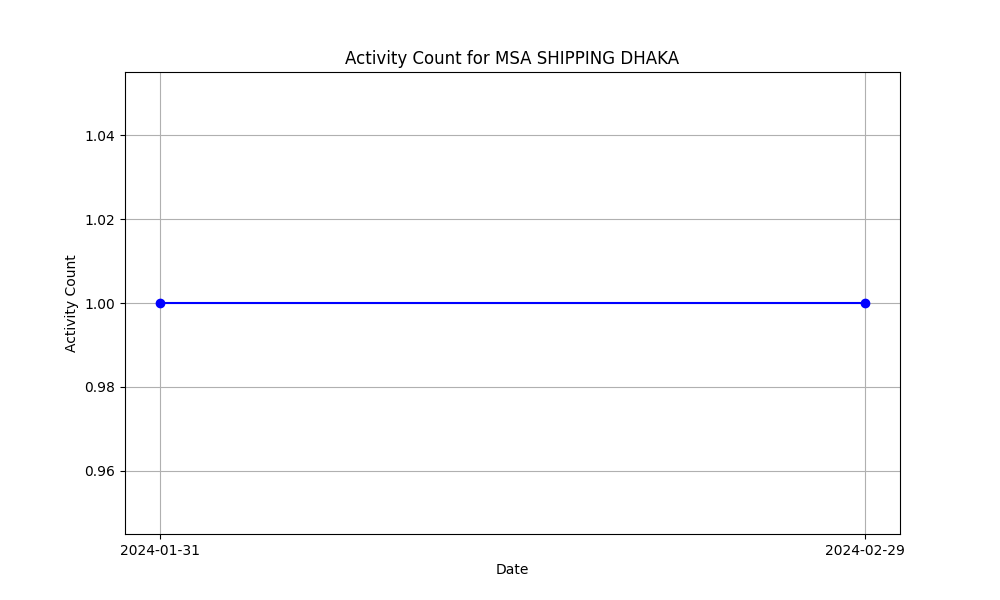 Activity Count for MSA SHIPPING DHAKA
1.04
1.02
1.00
0.98
0.96
Activity Count
2024-01-31
2024-02-29
Date